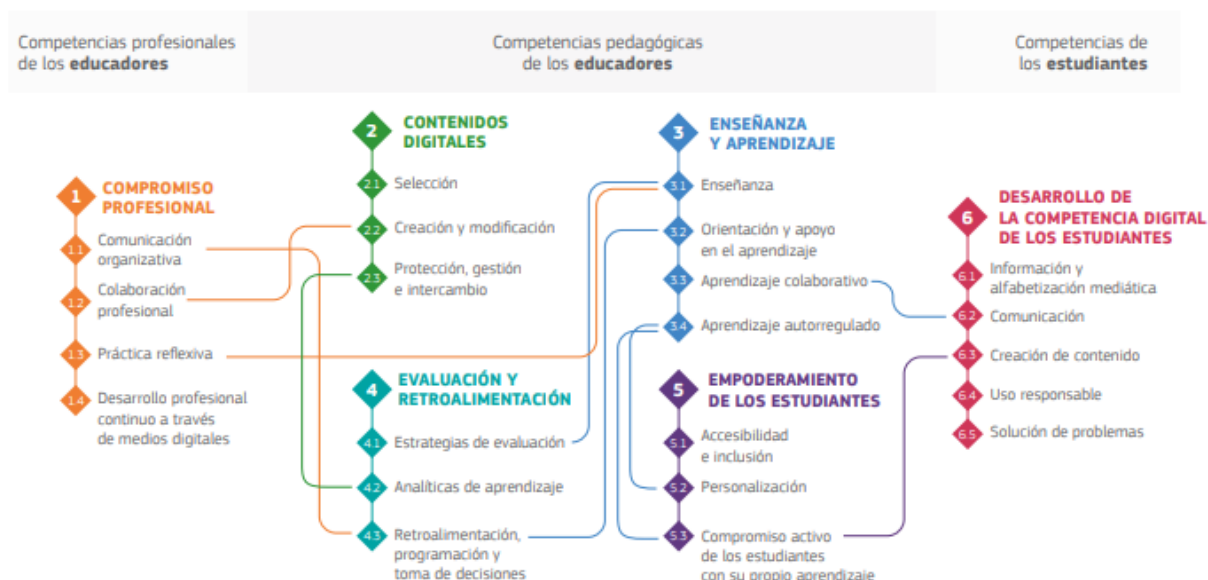 Competencias profesionales
de los educadores
Competencias pedagógicas
de los educadores
Competencias de
los estudiantes
1
COMPROMISO
PROFESIONAL
1.1
Comunicación
organizativa
1.2
Colaboración
profesional
1.3
Práctica reflexiva
1.4
Desarrollo profesional
continuo a través
de medios digitales
2
CONTENIDOS
DIGITALES
2.1
Selección
2.2
Creación y modificación
2.3
Protección, gestión
e intercambio
3
ENSEÑANZA
Y APRENDIZAJE
3.1
Enseñanza
3.2
Orientación y apoyo
en el aprendizaje
3.3
Aprendizaje colaborativo
3.4
Aprendizaje autorregulado
4
EVALUACIÓN Y
RETROALIMENTACIÓN
4.1
Estrategias de evaluación
4.2
Analíticas de aprendizaje
4.3
Retroalimentación,
programación y
toma de decisiones
5
EMPODERAMIENTO
DE LOS ESTUDIANTES
5.1
Accesibilidad
e inclusión
5.2
Personalización
5.3
Compromiso activo
de los estudiantes
con su propio aprendizaje
6
DESARROLLO DE
LA COMPETENCIA DIGITAL
DE LOS ESTUDIANTES
6.1
Información y
alfabetización mediática
6.2
Comunicación
6.3
Creación de contenido
6.4
Uso responsable
6.5
Solución de problemas